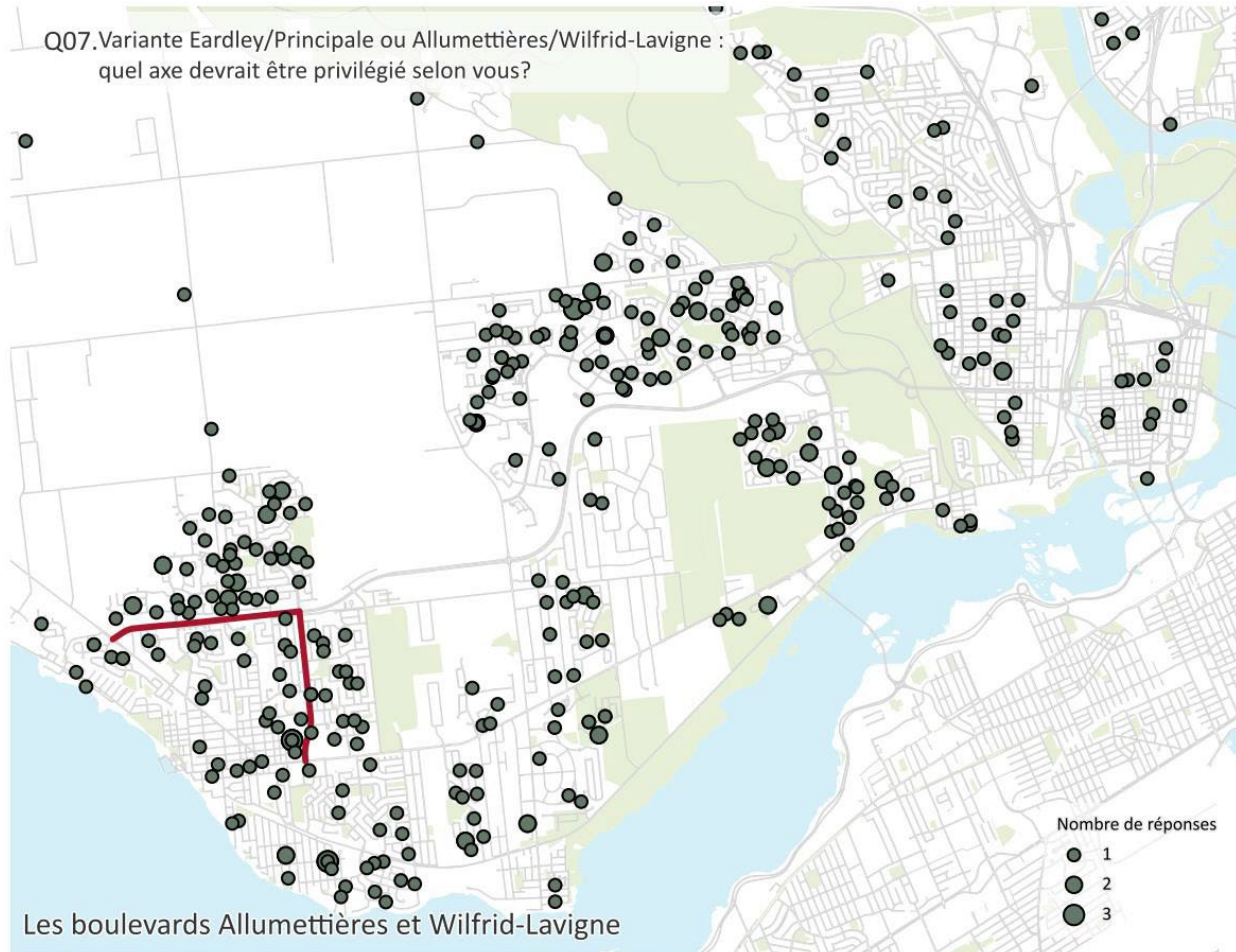 Q07. Variante Eardley/Principale ou Allumettières/Wilfrid-Lavigne :
quel axe devrait être privilégié selon vous?
Nombre de réponses
1
2
3
Les boulevards Allumettières et Wilfrid-Lavigne